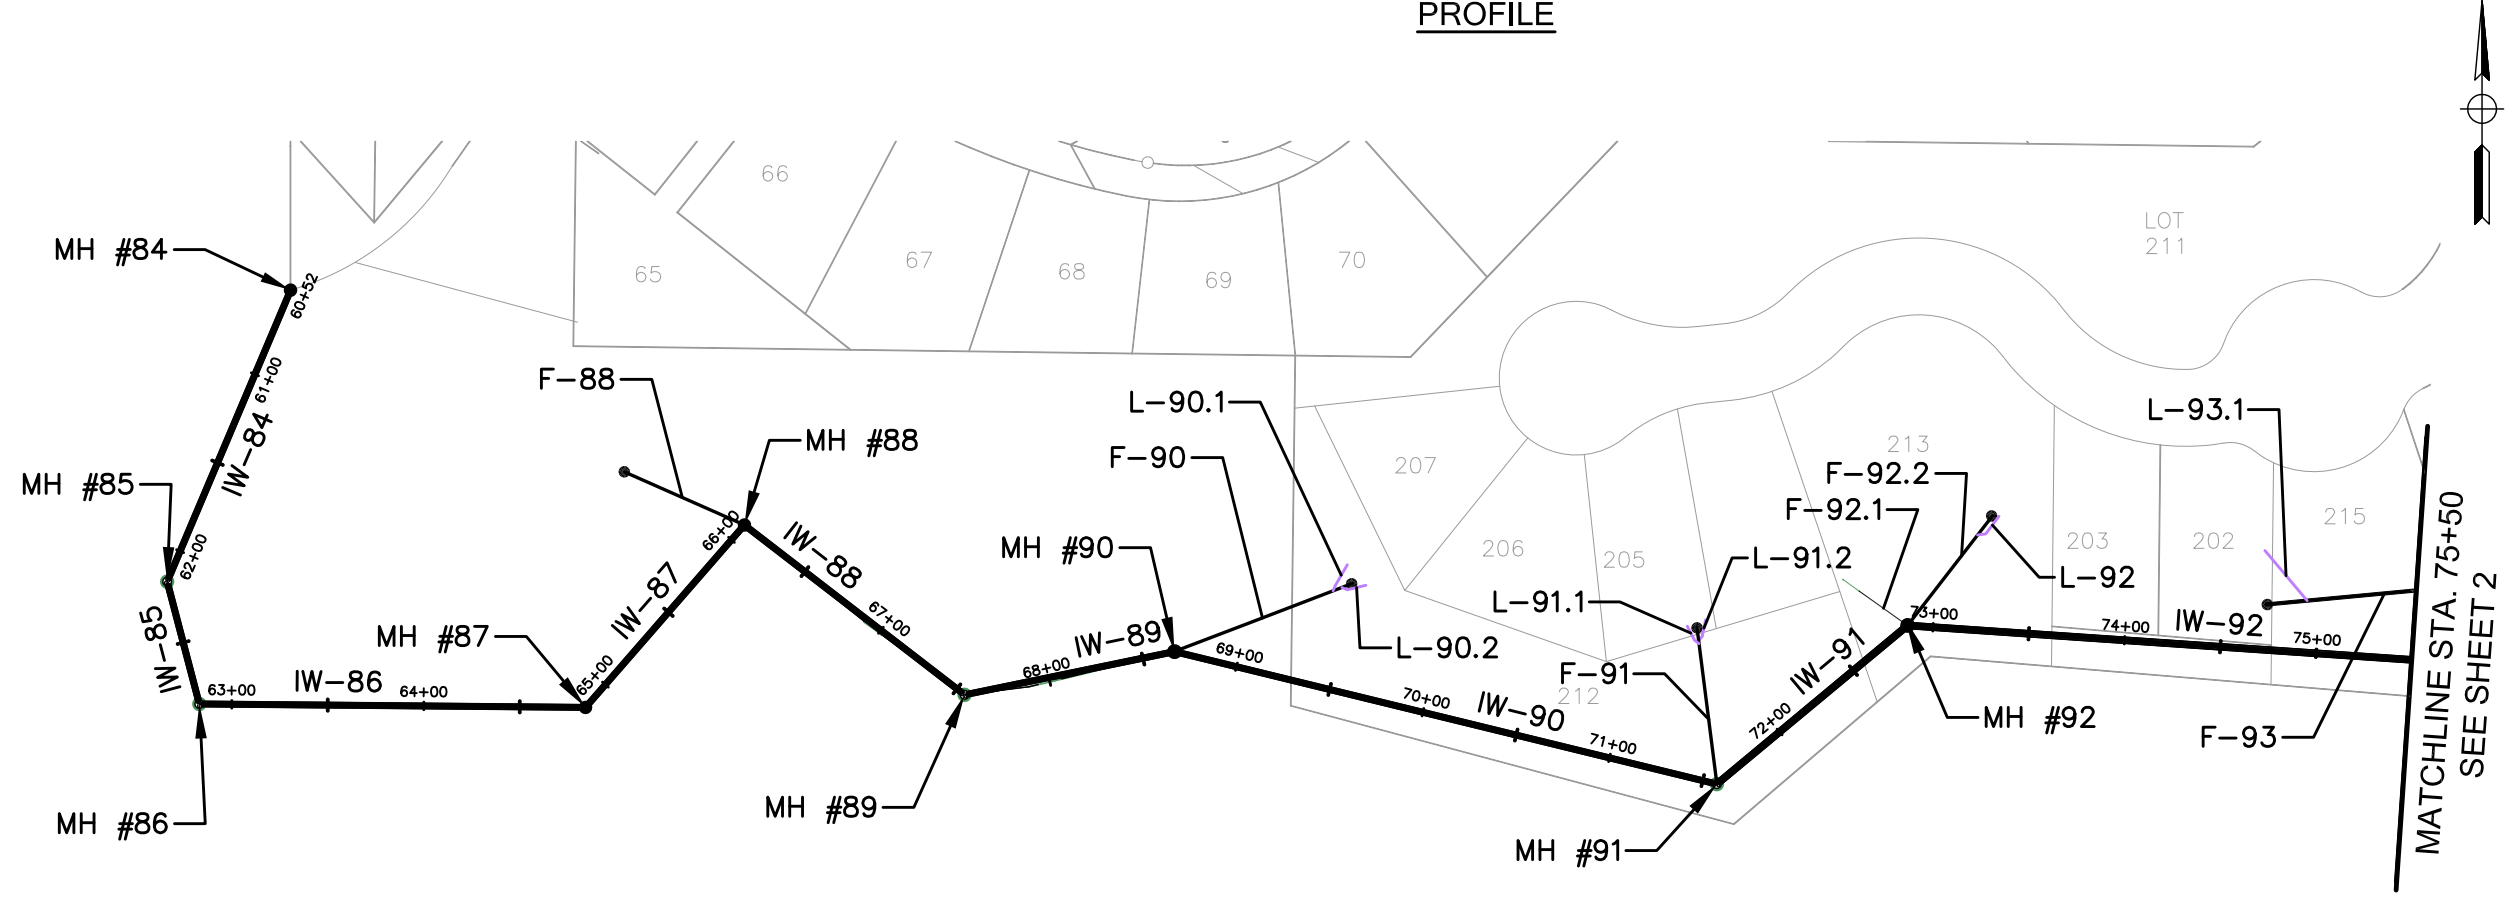 PROFILE
66
LOT
211
MH #84
65
67
68
69
70
60+52
61+00
IW-84
F-88
L-90.1
L-93.1
MH #88
F-90
207
213
F-92.2
MH #85
62+00
66+00
IW-88
MH #90
206
205
F-92.1
203
202
215
L-91.2
L-92
L-91.1
IW-87
IW-85
MH #87
67+00
IW-89
L-90.2
73+00
74+00
IW-92
75+00
63+00
IW-86
64+00
65+00
68+00
69+00
F-91
212
IW-91
70+00
IW-90
71+00
72+00
MH #92
F-93
MH #86
MH #89
MH #91
MATCHLINE STA. 75+50
SEE SHEET 2